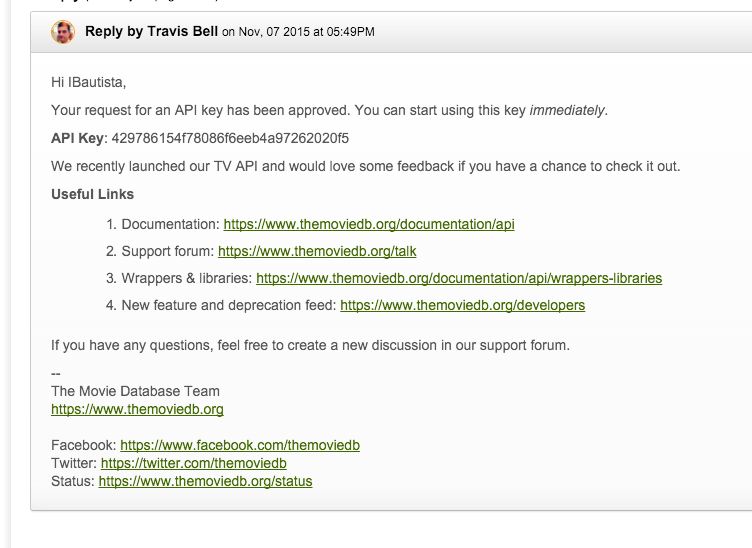 Reply by Travis Bell on Nov, 07 2015 at 05:49PM
Hi IBautista,
Your request for an API key has been approved. You can start using this key immediately.
API Key: 429786154f78086f6eeb4a97262020f5
We recently launched our TV API and would love some feedback if you have a chance to check it out.
Useful Links
1. Documentation: https://www.themoviedb.org/documentation/api
2. Support forum: https://www.themoviedb.org/talk
3. Wrappers & libraries: https://www.themoviedb.org/documentation/api/wrappers-libraries
4. New feature and deprecation feed: https://www.themoviedb.org/developers
If you have any questions, feel free to create a new discussion in our support forum.
--
The Movie Database Team
https://www.themoviedb.org
Facebook: https://www.facebook.com/themoviedb
Twitter: https://twitter.com/themoviedb
Status: https://www.themoviedb.org/status